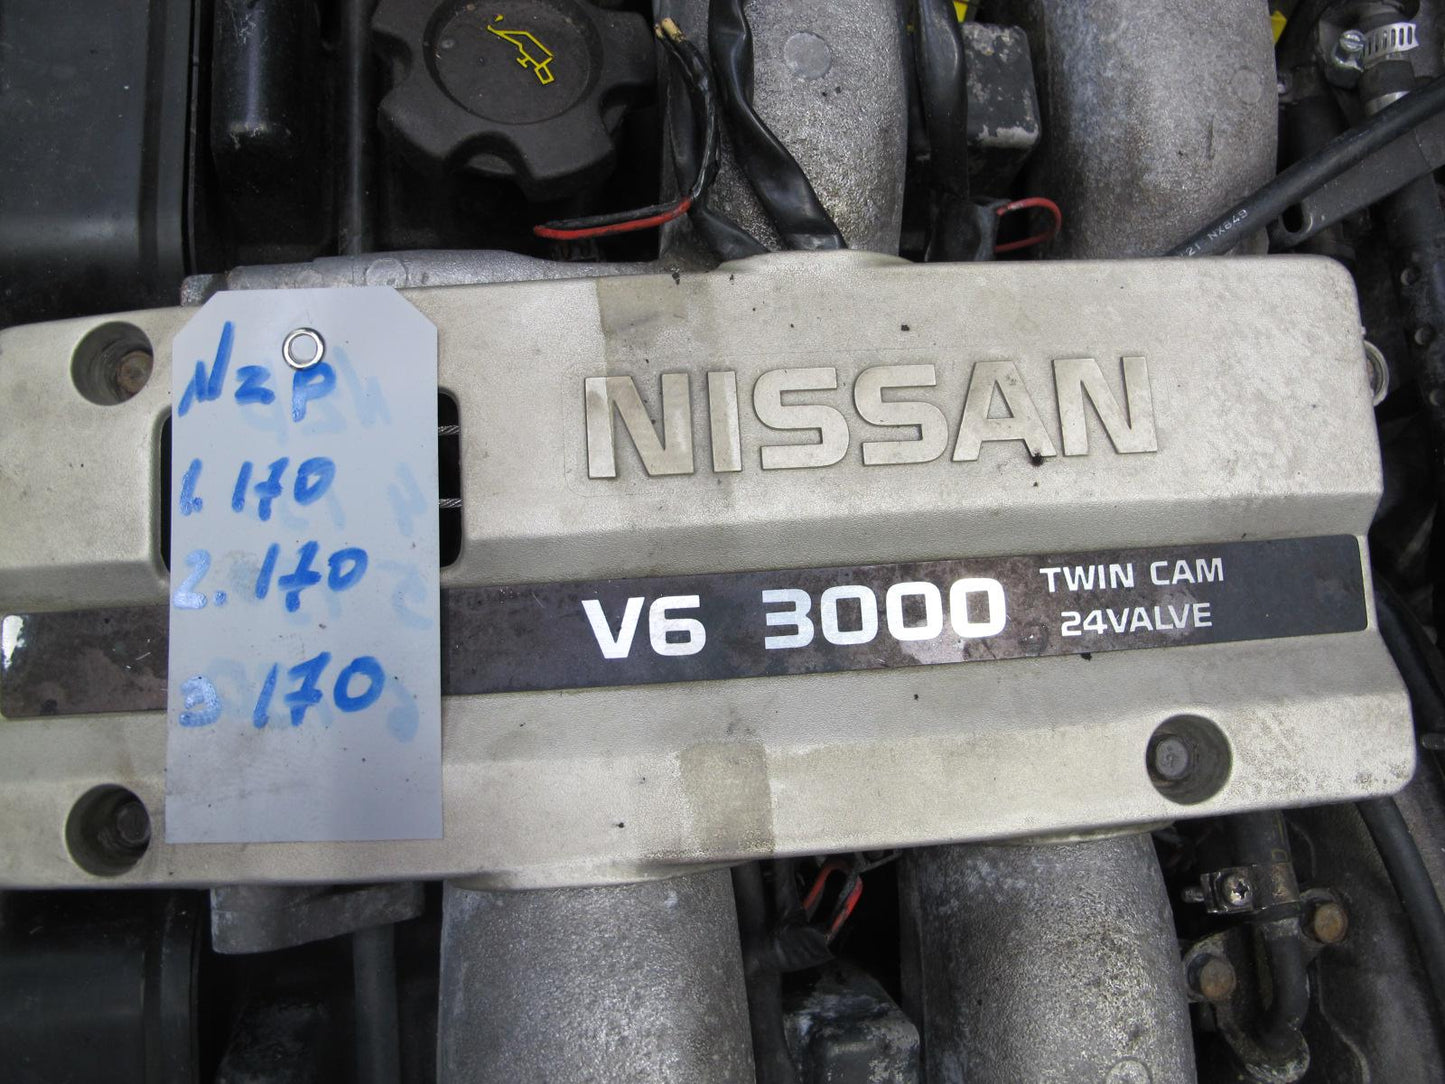 NZP
1. 170
2. 170
3 170
NISSAN
V6 3000 TWIN CAM
24VALVE